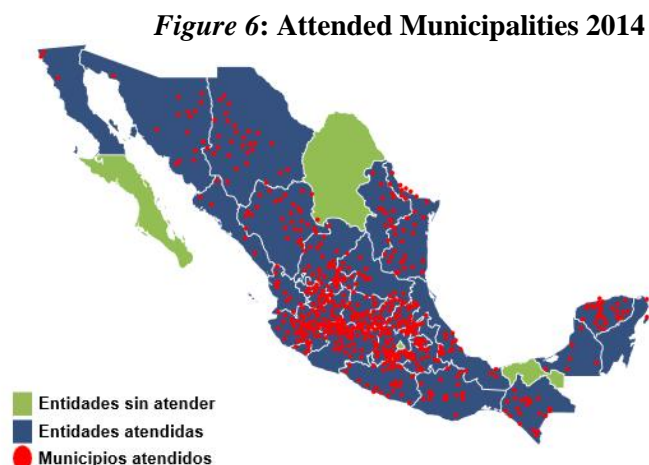 Figure 6: Attended Municipalities 2014
Entidades sin atender
Entidades atendidas
Municipios atendidos